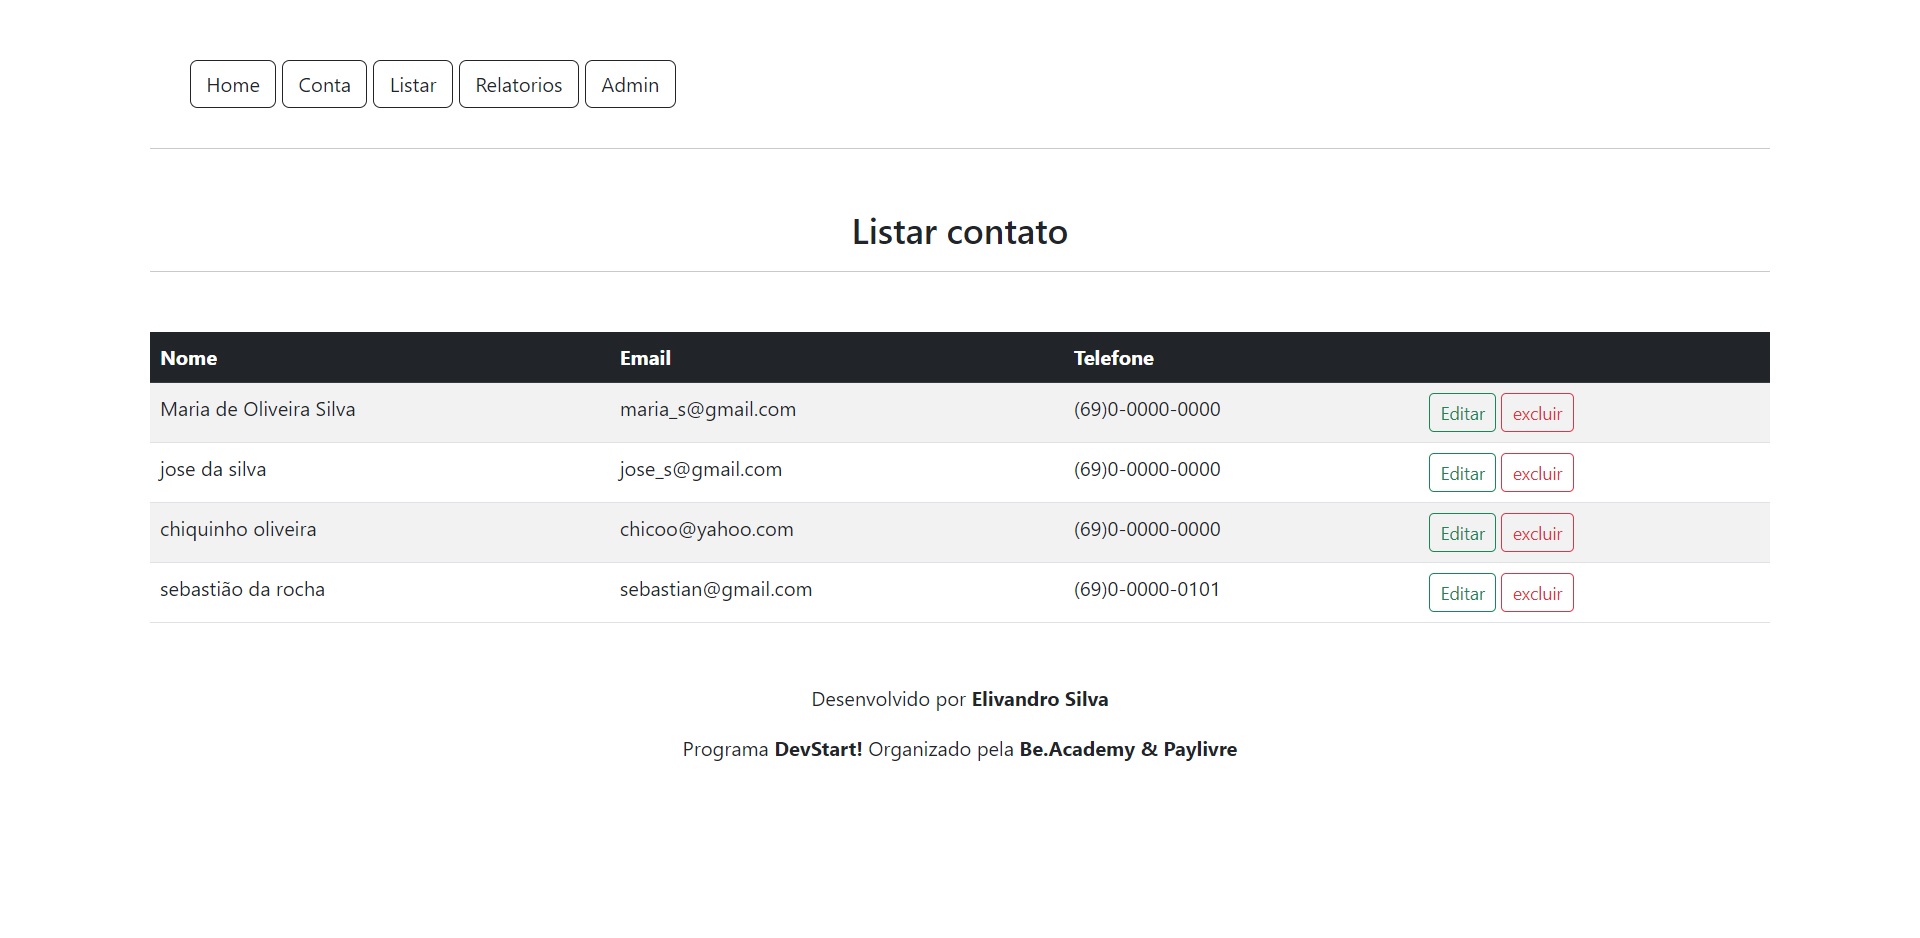 Home Conta Listar Relatorios Admin
Listar contato
Nome Email Telefone
Maria de Oliveira Silva maria_s@gmail.com (69)0-0000-0000 Editar excluir
jose da silva jose_s@gmail.com (69)0-0000-0000 Editar excluir
chiquinho oliveira chicoo@yahoo.com (69)0-0000-0000 Editar excluir
sebastião da rocha sebastian@gmail.com (69)0-0000-0101 Editar excluir
Desenvolvido por Elivandro Silva
Programa DevStart! Organizado pela Be.Academy & Paylivre